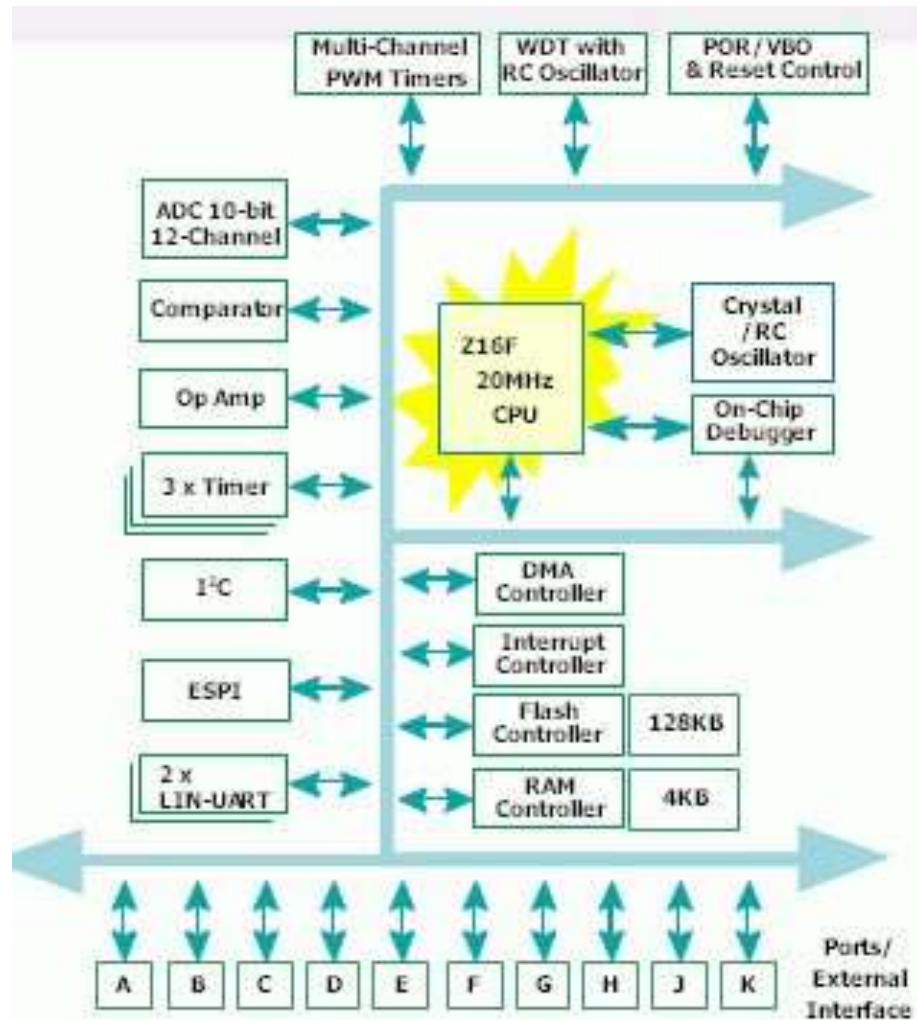 Multi-Channel
PWM Timers
WDT with
RC Oscillator
POR/VBO
& Reset Control
ADC 10-bit
12-Channel
Comparator
Op Amp
3 x Timer
I²C
ESPI
2 x
LIN-UART
Z16F
20MHz
CPU
Crystal
/RC
Oscillator
On-Chip
Debugger
DMA
Controller
Interrupt
Controller
Flash
Controller
128KB
RAM
Controller
4KB
A B C D E F G H J K
Ports/
External
Interface